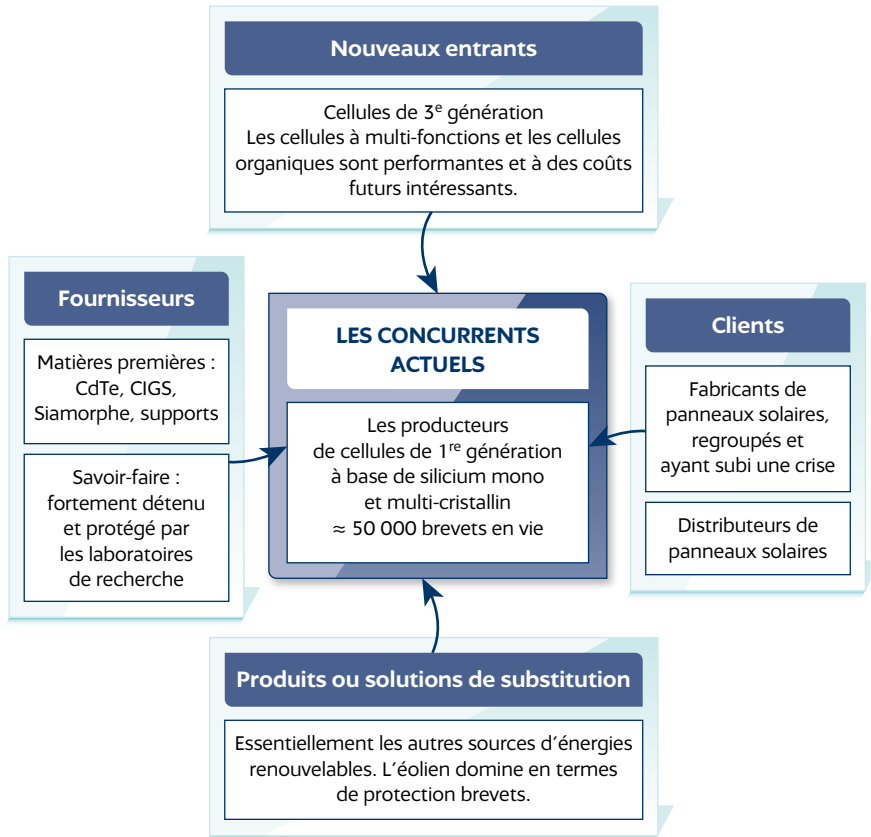 Nouveaux entrants
Cellules de 3e génération
Les cellules à multi-fonctions et les cellules
organiques sont performantes et à des coûts
futurs intéressants.
Fournisseurs
Matières premières :
CdTe, CIGS,
Siamorphe, supports
Savoir-faire :
fortement détenu
et protégé par
les laboratoires
de recherche
LES CONCURRENTS
ACTUELS
Les producteurs
de cellules de 1re génération
à base de silicium mono
et multi-cristallin
≈ 50 000 brevets en vie
Clients
Fabricants de
panneaux solaires,
regroupés et
ayant subi une crise
Distributeurs de
panneaux solaires
Produits ou solutions de substitution
Essentiellement les autres sources d’énergies
renouvelables. L’éolien domine en termes
de protection brevets.